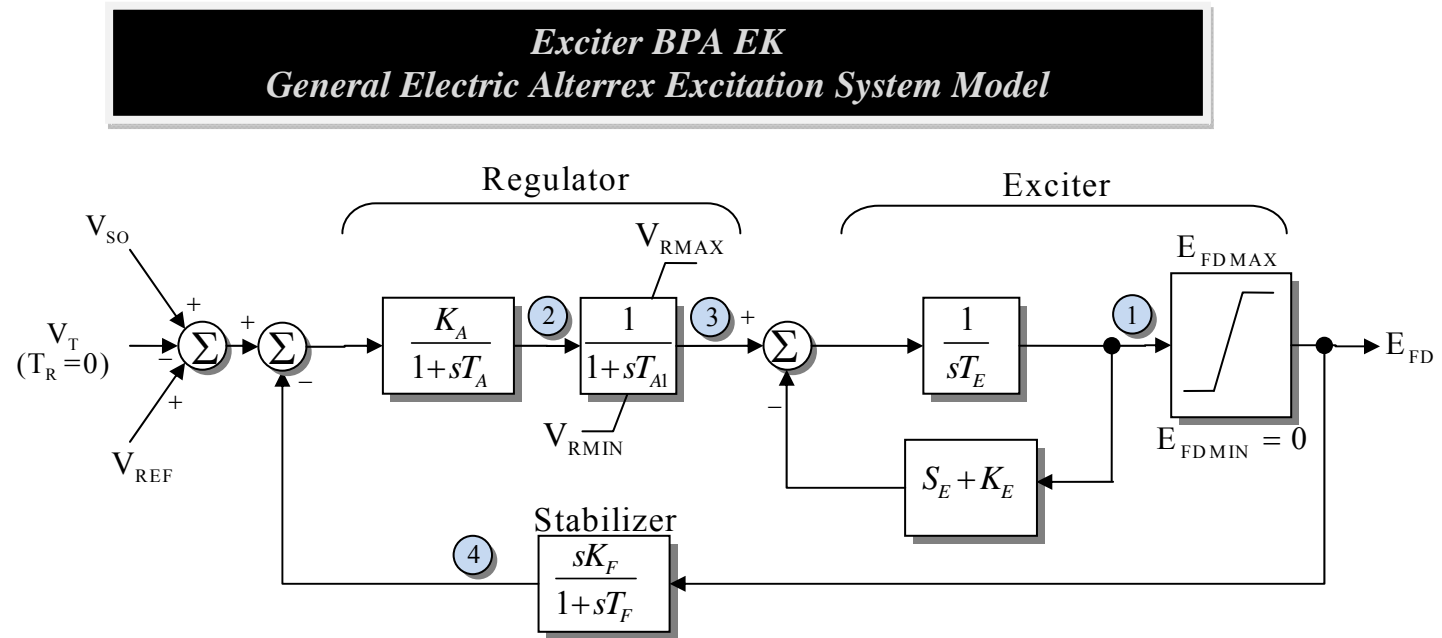 Exciter BPA EK
General Electric Alterrex Excitation System Model
Regulator
Exciter
V_SO
V_RMAX
E_FDMAX
+
+
−
+
−
V_T
(T_R =0)
Σ
Σ
K_A
1+sT_A
2
1
1+sT_A1
3
+
−
Σ
1
sT_E
1
E_FD
V_REF
V_RMIN
E_FDMIN = 0
S_E+K_E
Stabilizer
4
sK_F
1+sT_F